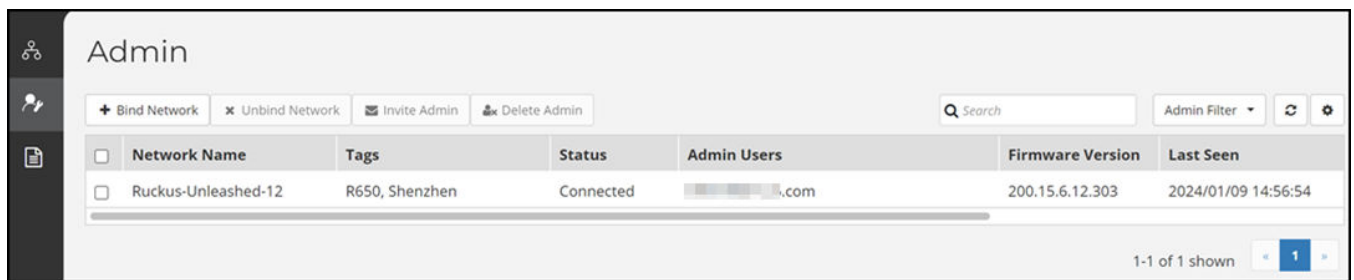 Admin
Bind Network Unbind Network Invite Admin Delete Admin Search Admin Filter
Network Name Tags Status Admin Users Firmware Version Last Seen
Ruckus-Unleashed-12 R650, Shenzhen Connected .com 200.15.6.12.303 2024/01/09 14:56:54
1-1 of 1 shown « 1 »